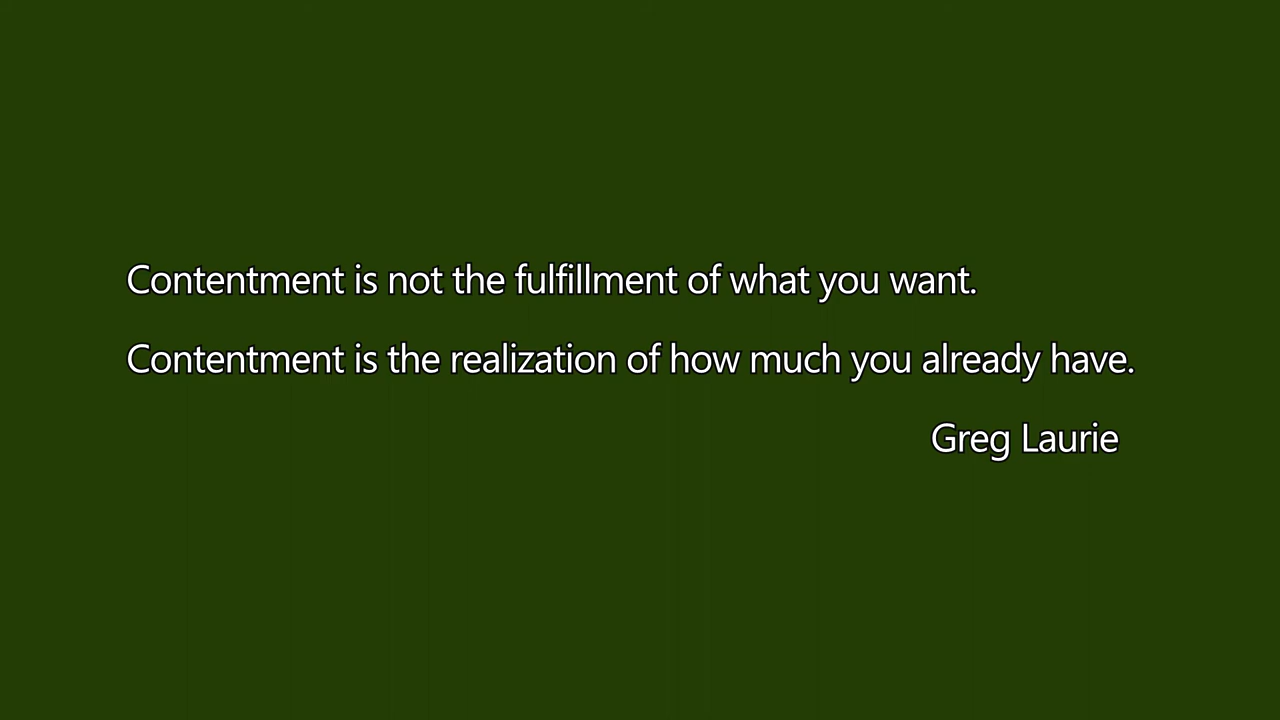 Contentment is not the fulfillment of what you want.
Contentment is the realization of how much you already have.
Greg Laurie